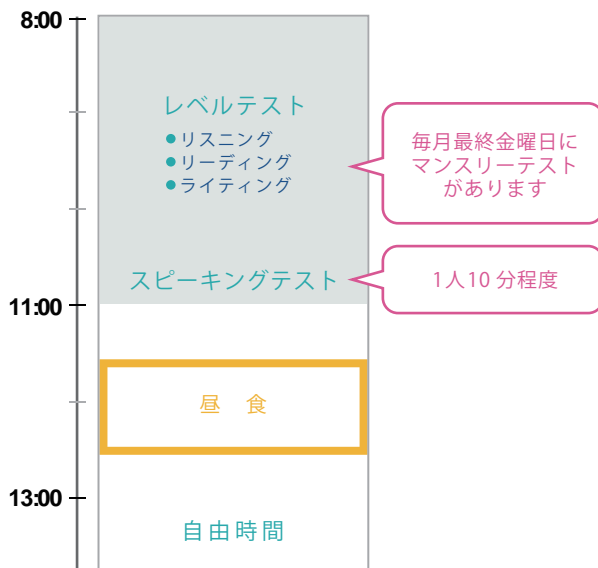 8:00
レベルテスト
●リスニング
●リーディング
●ライティング
毎月最終金曜日に
マンスリーテスト
があります
スピーキングテスト
1人10 分程度
11:00
昼　食
13:00
自由時間